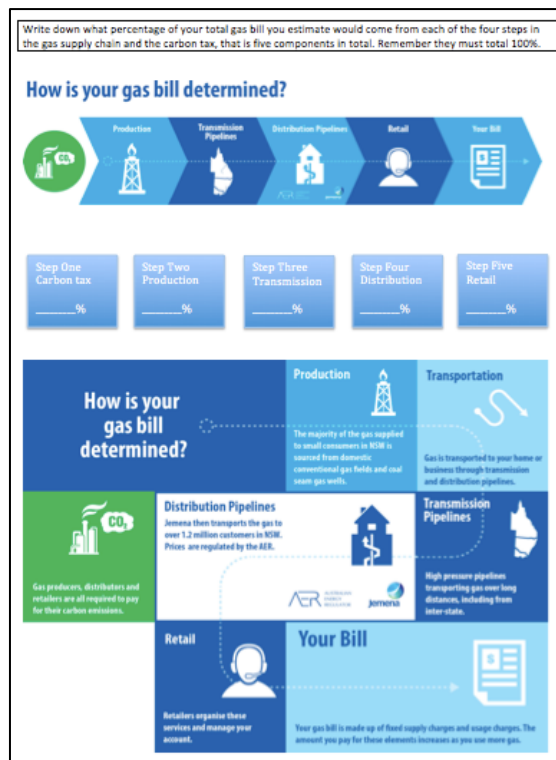 Write down what percentage of your total gas bill you estimate would come from each of the four steps in
the gas supply chain and the carbon tax, that is five components in total. Remember they must total 100%.
How is your gas bill determined?
CO₂
Production
Transmission
Pipelines
Distribution Pipelines
Retail
Your Bill
AER
Jemena
Step One
Carbon tax
_______%
Step Two
Production
_______%
Step Three
Transmission
_______%
Step Four
Distribution
_______%
Step Five
Retail
_______%
How is your
gas bill
determined?
Production
The majority of the gas supplied
to small consumers in NSW is
sourced from domestic
conventional gas fields and coal
seam gas wells.
Transportation
Gas is transported to your home or
business through transmission
and distribution pipelines.
CO₂
Gas producers, distributors and
retailers are all required to pay
for their carbon emissions.
Distribution Pipelines
Jemena then transports the gas to
over 1.2 million customers in NSW.
Prices are regulated by the AER.
AER
AUSTRALIAN
ENERGY
REGULATOR
Jemena
Transmission
Pipelines
High pressure pipelines
transporting gas over long
distances, including from
inter-state.
Retail
Retailers organise these
services and manage your
account.
Your Bill
$
Your gas bill is made up of fixed supply charges and usage charges. The
amount you pay for these elements increases as you use more gas.